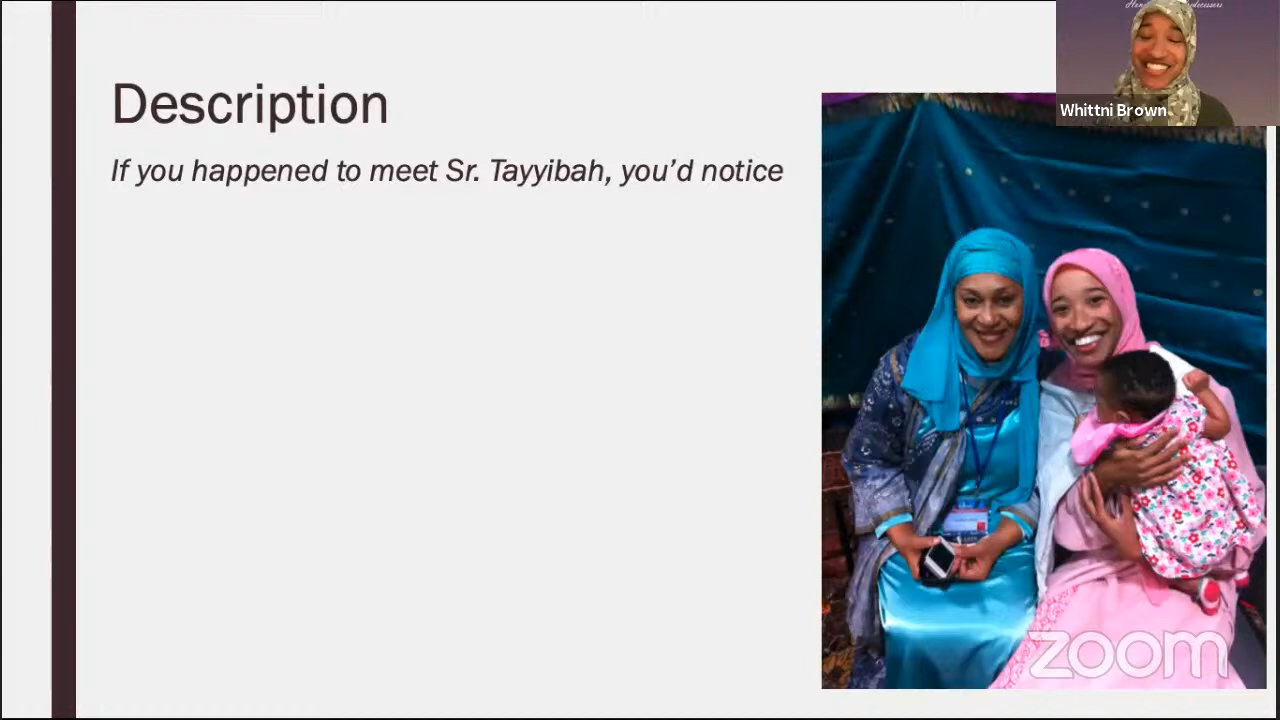 Description
If you happened to meet Sr. Tayyibah, you'd notice
Whittni Brown
zoom